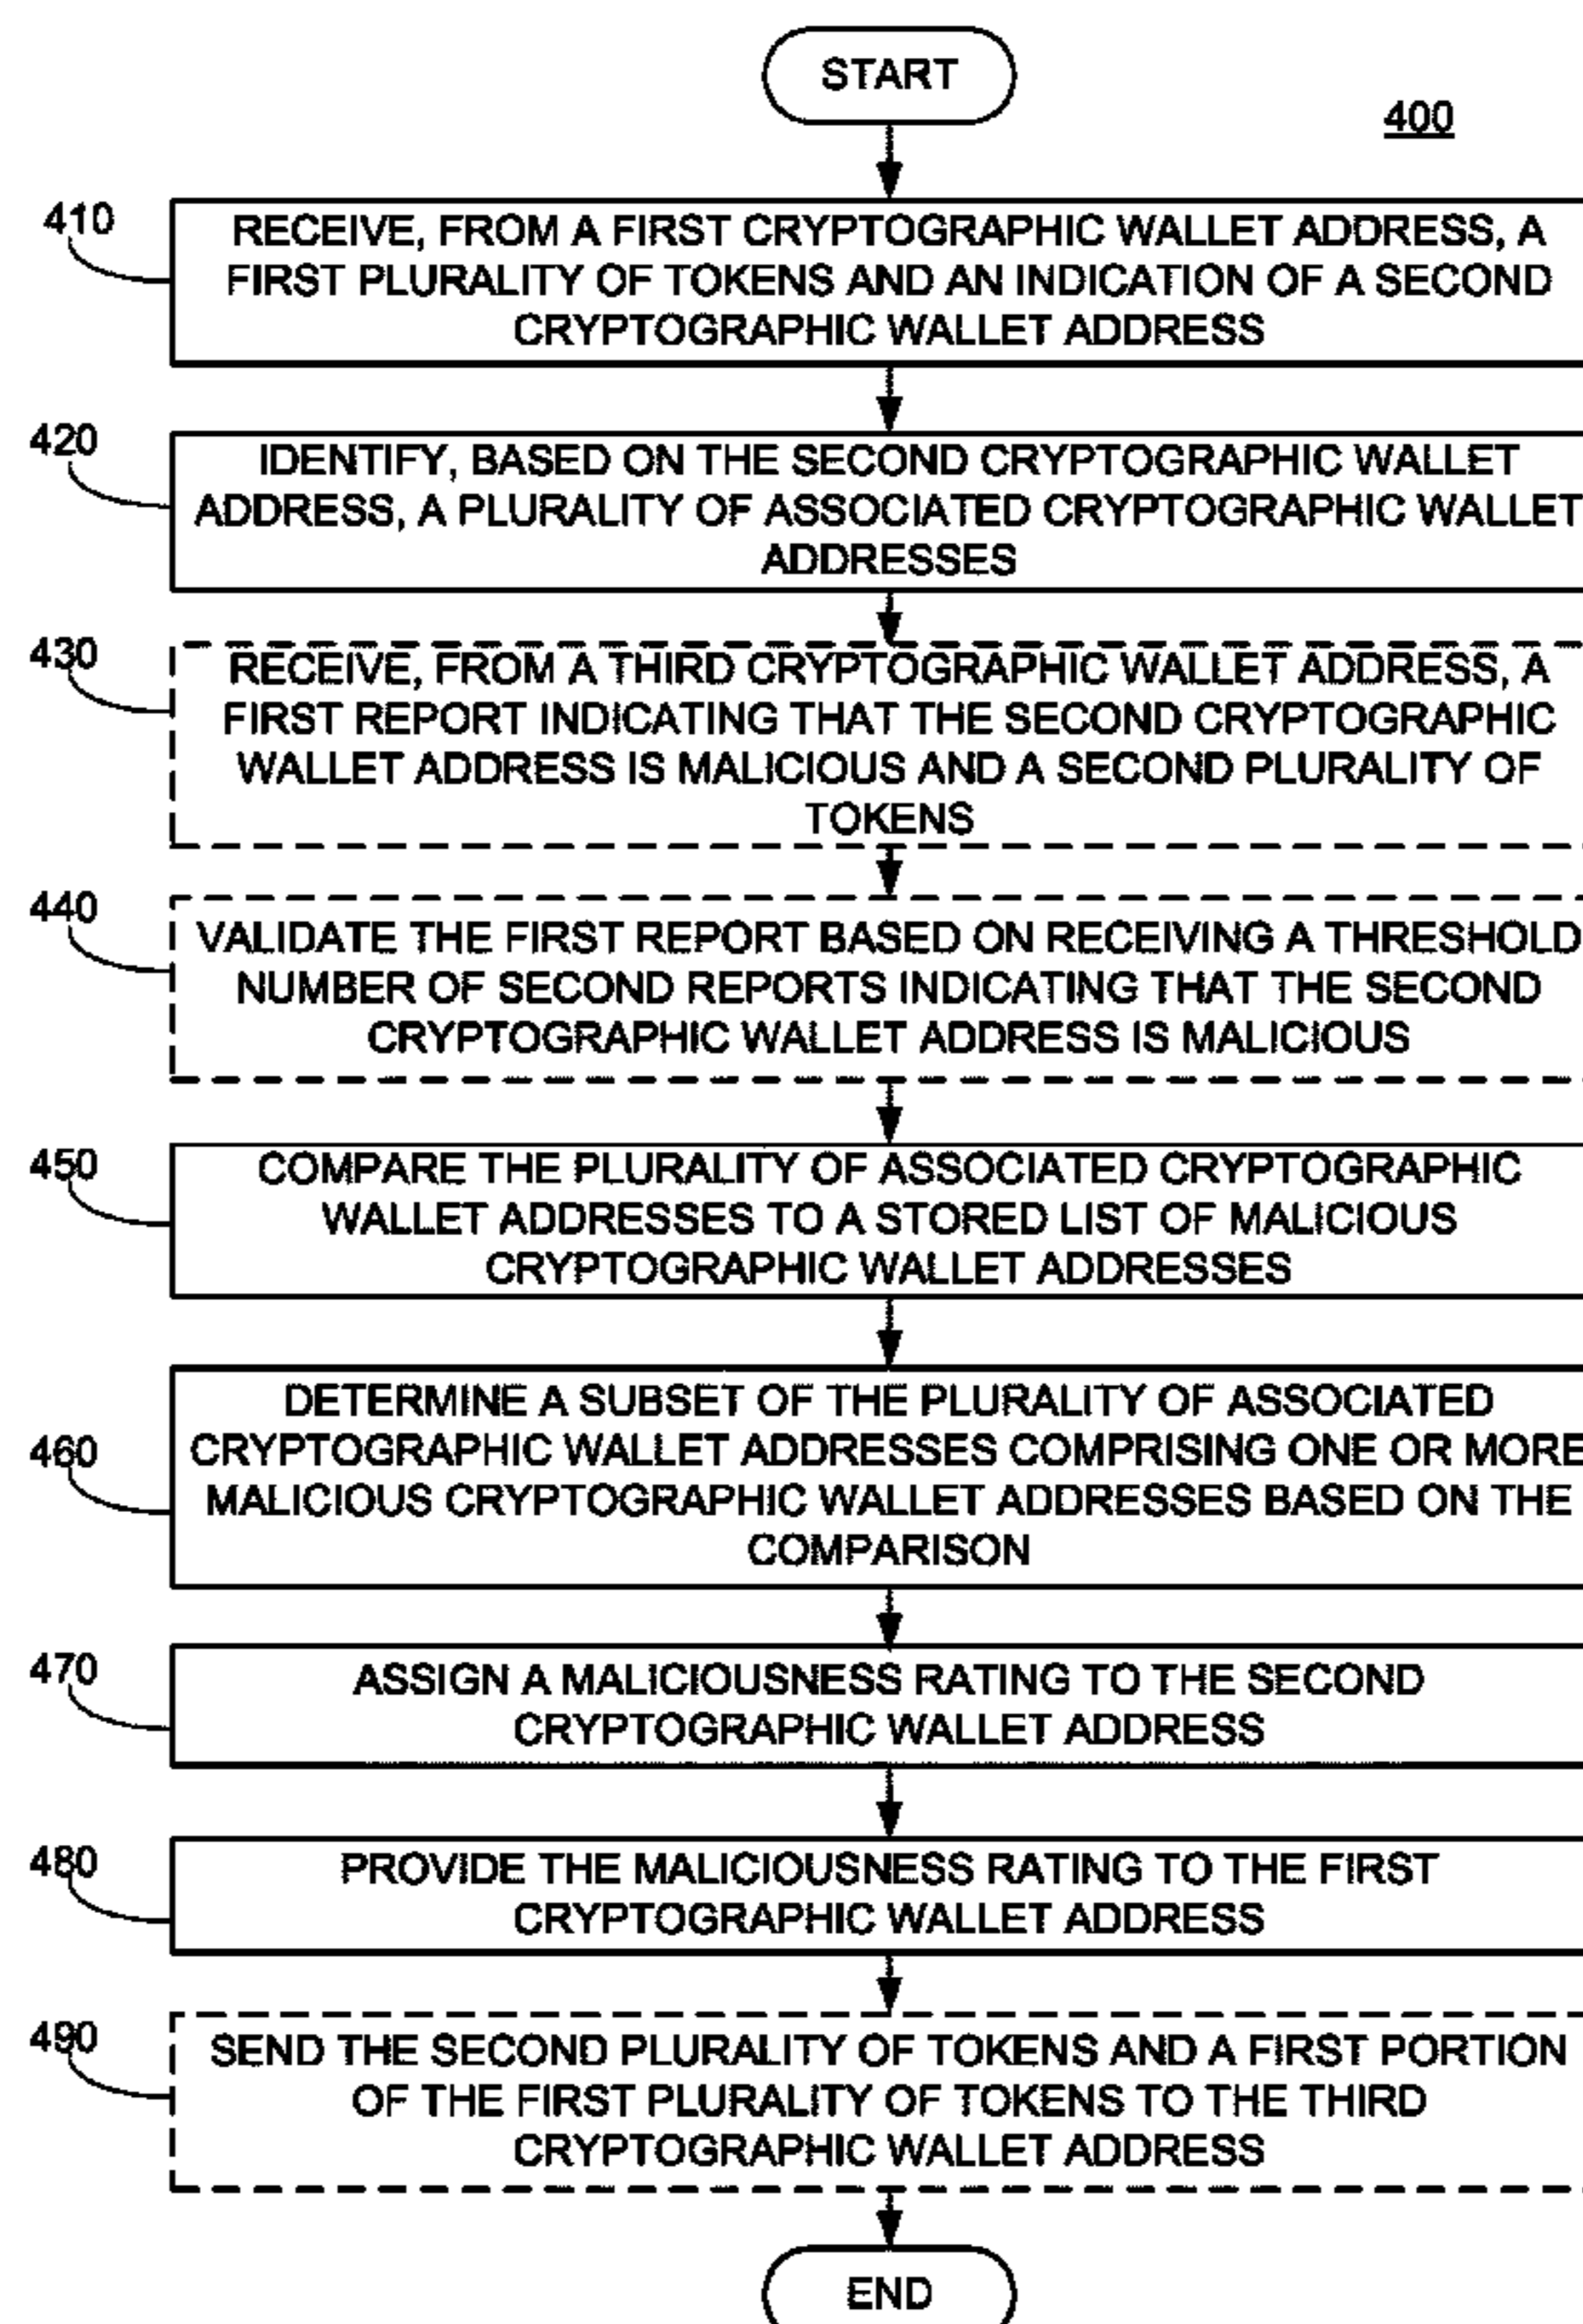 START
400
410
RECEIVE, FROM A FIRST CRYPTOGRAPHIC WALLET ADDRESS, A
FIRST PLURALITY OF TOKENS AND AN INDICATION OF A SECOND
CRYPTOGRAPHIC WALLET ADDRESS
420
IDENTIFY, BASED ON THE SECOND CRYPTOGRAPHIC WALLET
ADDRESS, A PLURALITY OF ASSOCIATED CRYPTOGRAPHIC WALLET
ADDRESSES
430
RECEIVE, FROM A THIRD CRYPTOGRAPHIC WALLET ADDRESS, A
FIRST REPORT INDICATING THAT THE SECOND CRYPTOGRAPHIC
WALLET ADDRESS IS MALICIOUS AND A SECOND PLURALITY OF
TOKENS
440
VALIDATE THE FIRST REPORT BASED ON RECEIVING A THRESHOLD
NUMBER OF SECOND REPORTS INDICATING THAT THE SECOND
CRYPTOGRAPHIC WALLET ADDRESS IS MALICIOUS
450
COMPARE THE PLURALITY OF ASSOCIATED CRYPTOGRAPHIC
WALLET ADDRESSES TO A STORED LIST OF MALICIOUS
CRYPTOGRAPHIC WALLET ADDRESSES
460
DETERMINE A SUBSET OF THE PLURALITY OF ASSOCIATED
CRYPTOGRAPHIC WALLET ADDRESSES COMPRISING ONE OR MORE
MALICIOUS CRYPTOGRAPHIC WALLET ADDRESSES BASED ON THE
COMPARISON
470
ASSIGN A MALICIOUSNESS RATING TO THE SECOND
CRYPTOGRAPHIC WALLET ADDRESS
480
PROVIDE THE MALICIOUSNESS RATING TO THE FIRST
CRYPTOGRAPHIC WALLET ADDRESS
490
SEND THE SECOND PLURALITY OF TOKENS AND A FIRST PORTION
OF THE FIRST PLURALITY OF TOKENS TO THE THIRD
CRYPTOGRAPHIC WALLET ADDRESS
END